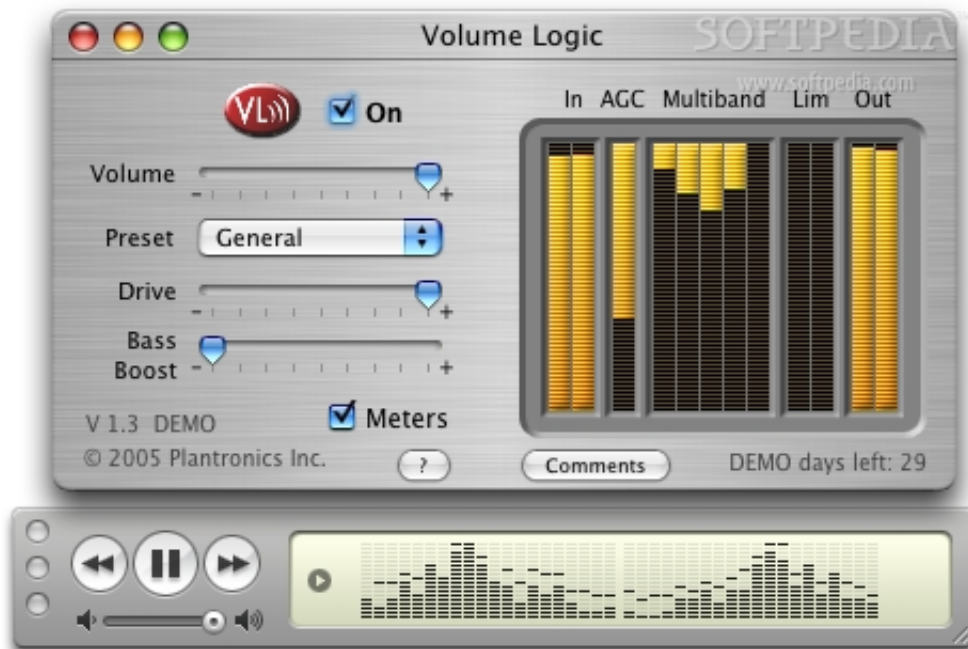 Volume Logic
SOFTPEDIA
www.softpedia.com
VL
On
In AGC Multiband Lim Out
Volume
- +
Preset General
Drive
- +
Bass
Boost - +
Meters
V 1.3 DEMO
© 2005 Plantronics Inc.
?
Comments
DEMO days left: 29